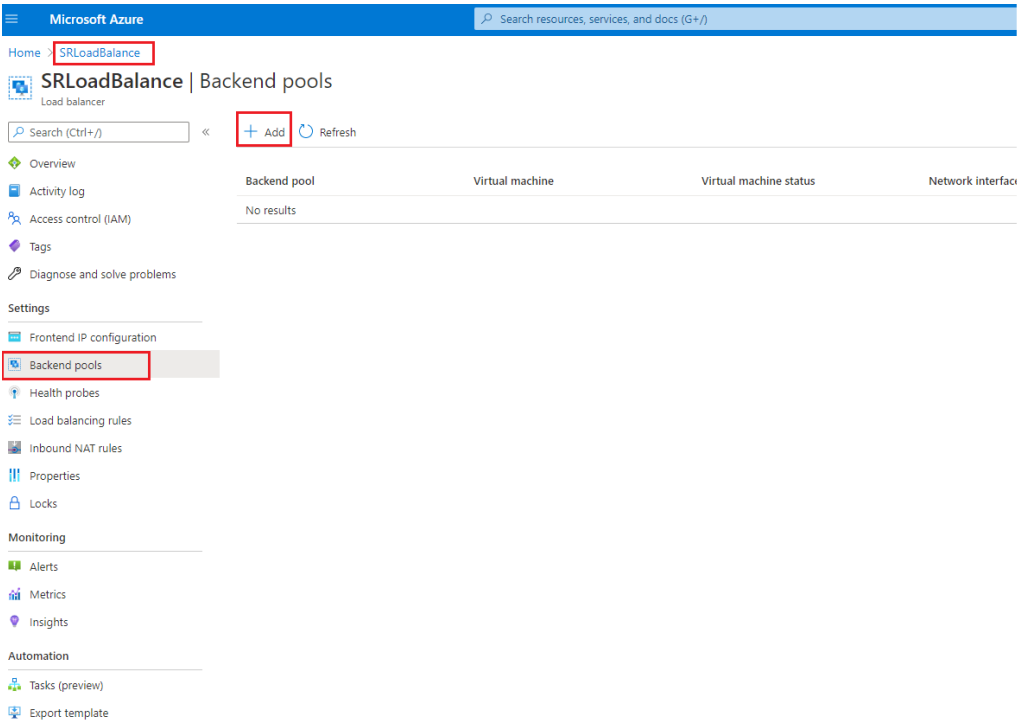 Microsoft Azure
Search resources, services, and docs (G+/)
Home > SRLoadBalance
SRLoadBalance | Backend pools
Load balancer
Search (Ctrl+/)
«
+ Add
Refresh
Overview
Activity log
Access control (IAM)
Tags
Diagnose and solve problems
Settings
Frontend IP configuration
Backend pools
Health probes
Load balancing rules
Inbound NAT rules
Properties
Locks
Monitoring
Alerts
Metrics
Insights
Automation
Tasks (preview)
Export template
Backend pool Virtual machine Virtual machine status Network interface
No results